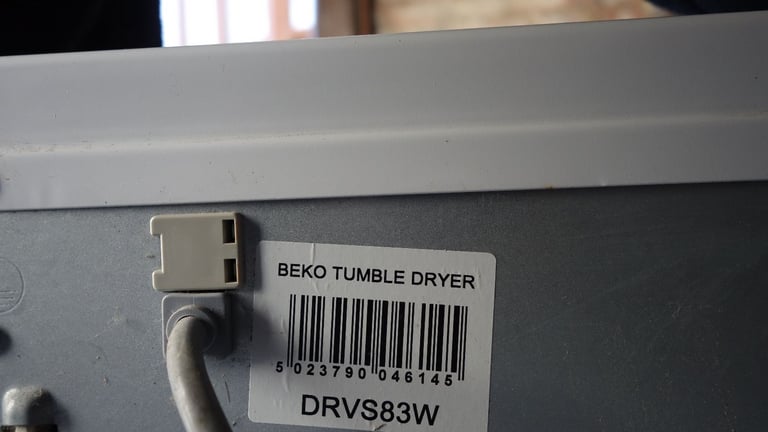 BEKO TUMBLE DRYER
5 023790 046145
DRVS83W